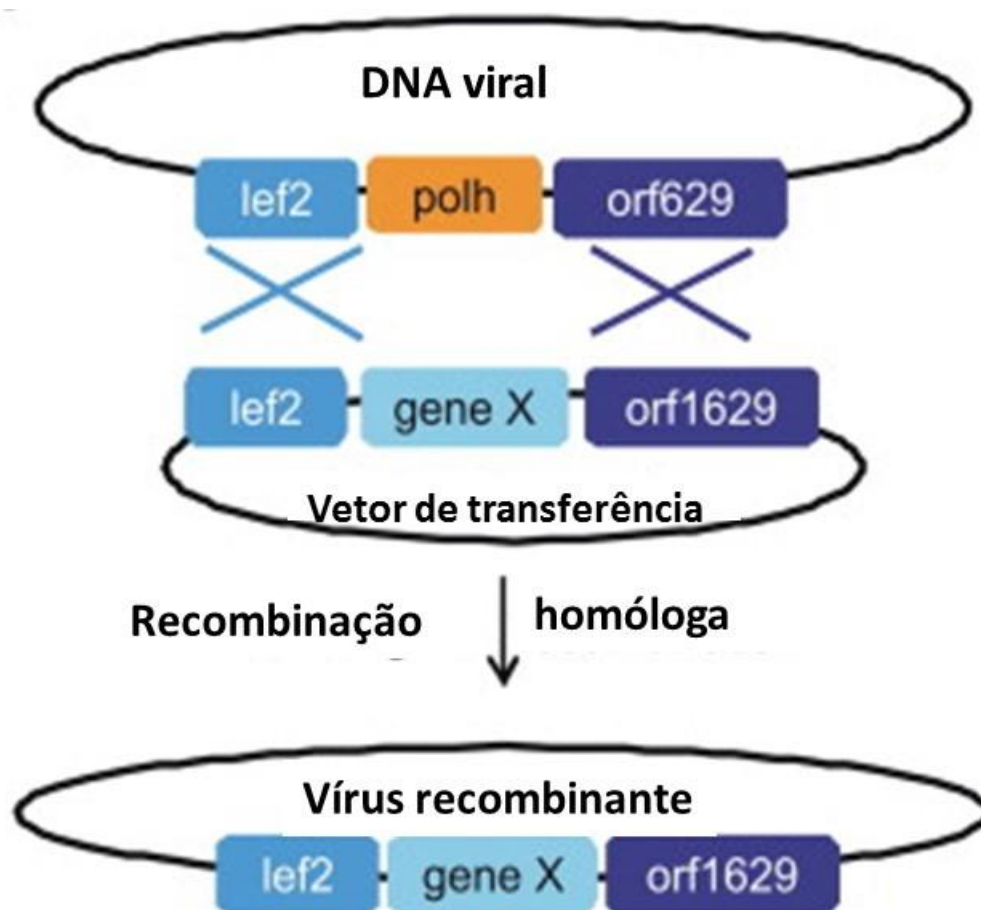 DNA viral
lef2 polh orf629
lef2 gene X orf1629
Vetor de transferência
Recombinação homóloga
Vírus recombinante
lef2 gene X orf1629